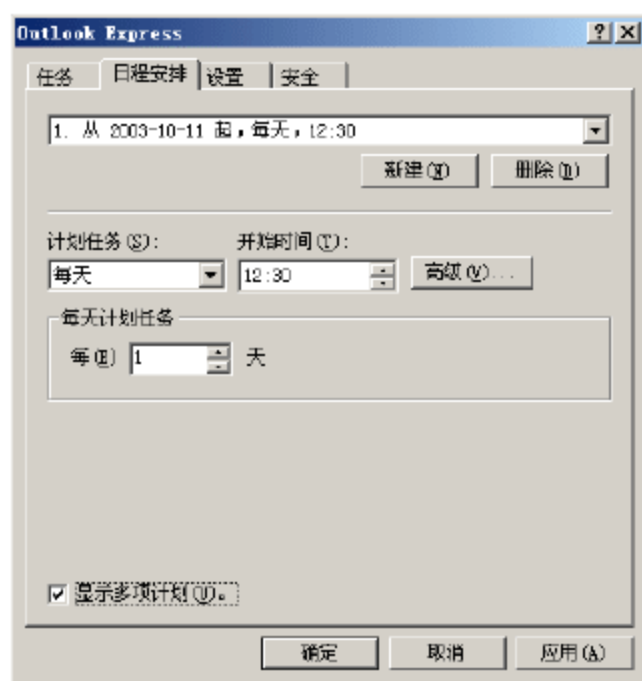 Outlook Express
任务 日程安排 设置 安全
1. 从 2003-10-11 起，每天，12:30
新建(N) 删除(D)
计划任务(S): 开始时间(T):
每天 12:30 高级(V)...
每天计划任务
每(E) 1 天
显示多项计划(U)。
确定 取消 应用(A)